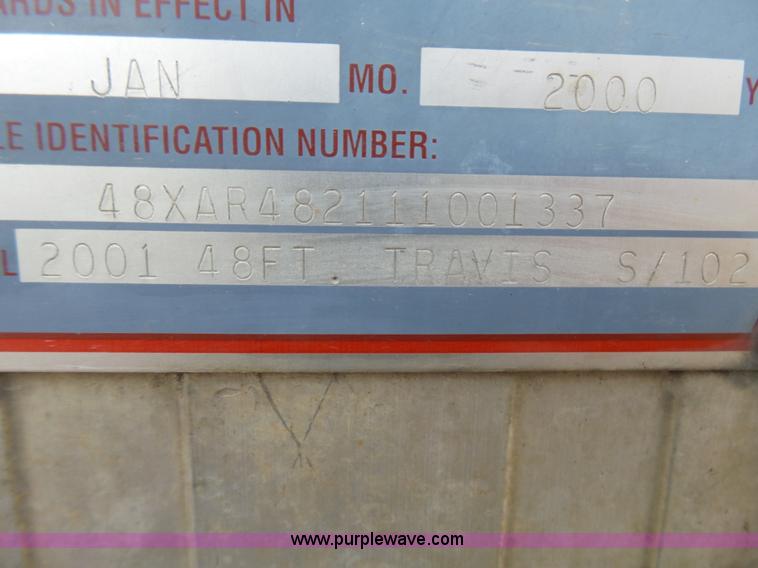 ARDS IN EFFECT IN
JAN MO. 2000 Y
LE IDENTIFICATION NUMBER:
48XAR482111001337
L 2001 48FT. TRAVIS S/102
www.purplewave.com